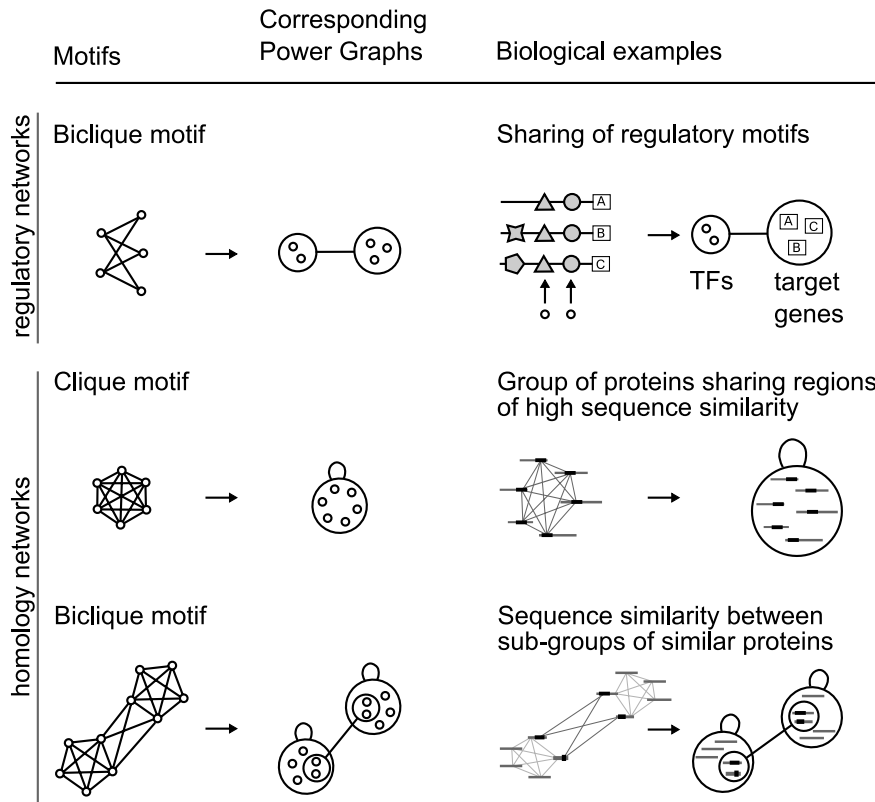 Motifs
Corresponding
Power Graphs
Biological examples
regulatory networks
Biclique motif
Sharing of regulatory motifs
A
B
C
A
C
B
TFs
target
genes
homology networks
Clique motif
Group of proteins sharing regions
of high sequence similarity
Biclique motif
Sequence similarity between
sub-groups of similar proteins